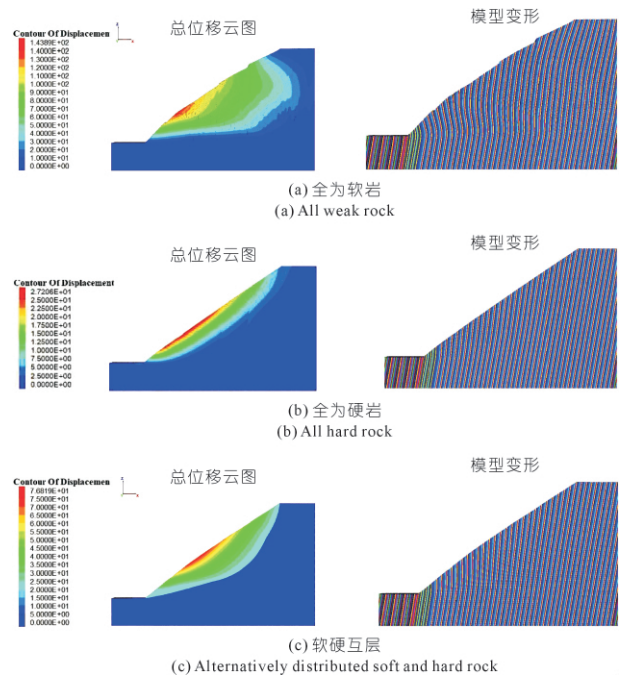 总位移云图
模型变形
Contour Of Displacemen
1.4389E+02
1.4000E+02
1.3000E+02
1.2000E+02
1.1000E+02
1.0000E+02
9.0000E+01
8.0000E+01
7.0000E+01
6.0000E+01
5.0000E+01
4.0000E+01
3.0000E+01
2.0000E+01
1.0000E+01
0.0000E+00
(a) 全为软岩
(a) All weak rock
总位移云图
模型变形
Contour Of Displacement
2.7206E+01
2.5000E+01
2.2500E+01
2.0000E+01
1.7500E+01
1.5000E+01
1.2500E+01
1.0000E+01
7.5000E+00
5.0000E+00
2.5000E+00
0.0000E+00
(b) 全为硬岩
(b) All hard rock
总位移云图
模型变形
Contour Of Displacemen
7.6819E+01
7.5000E+01
7.0000E+01
6.5000E+01
6.0000E+01
5.5000E+01
5.0000E+01
4.5000E+01
4.0000E+01
3.5000E+01
3.0000E+01
2.5000E+01
2.0000E+01
1.5000E+01
1.0000E+01
5.0000E+00
0.0000E+00
(c) 软硬互层
(c) Alternatively distributed soft and hard rock